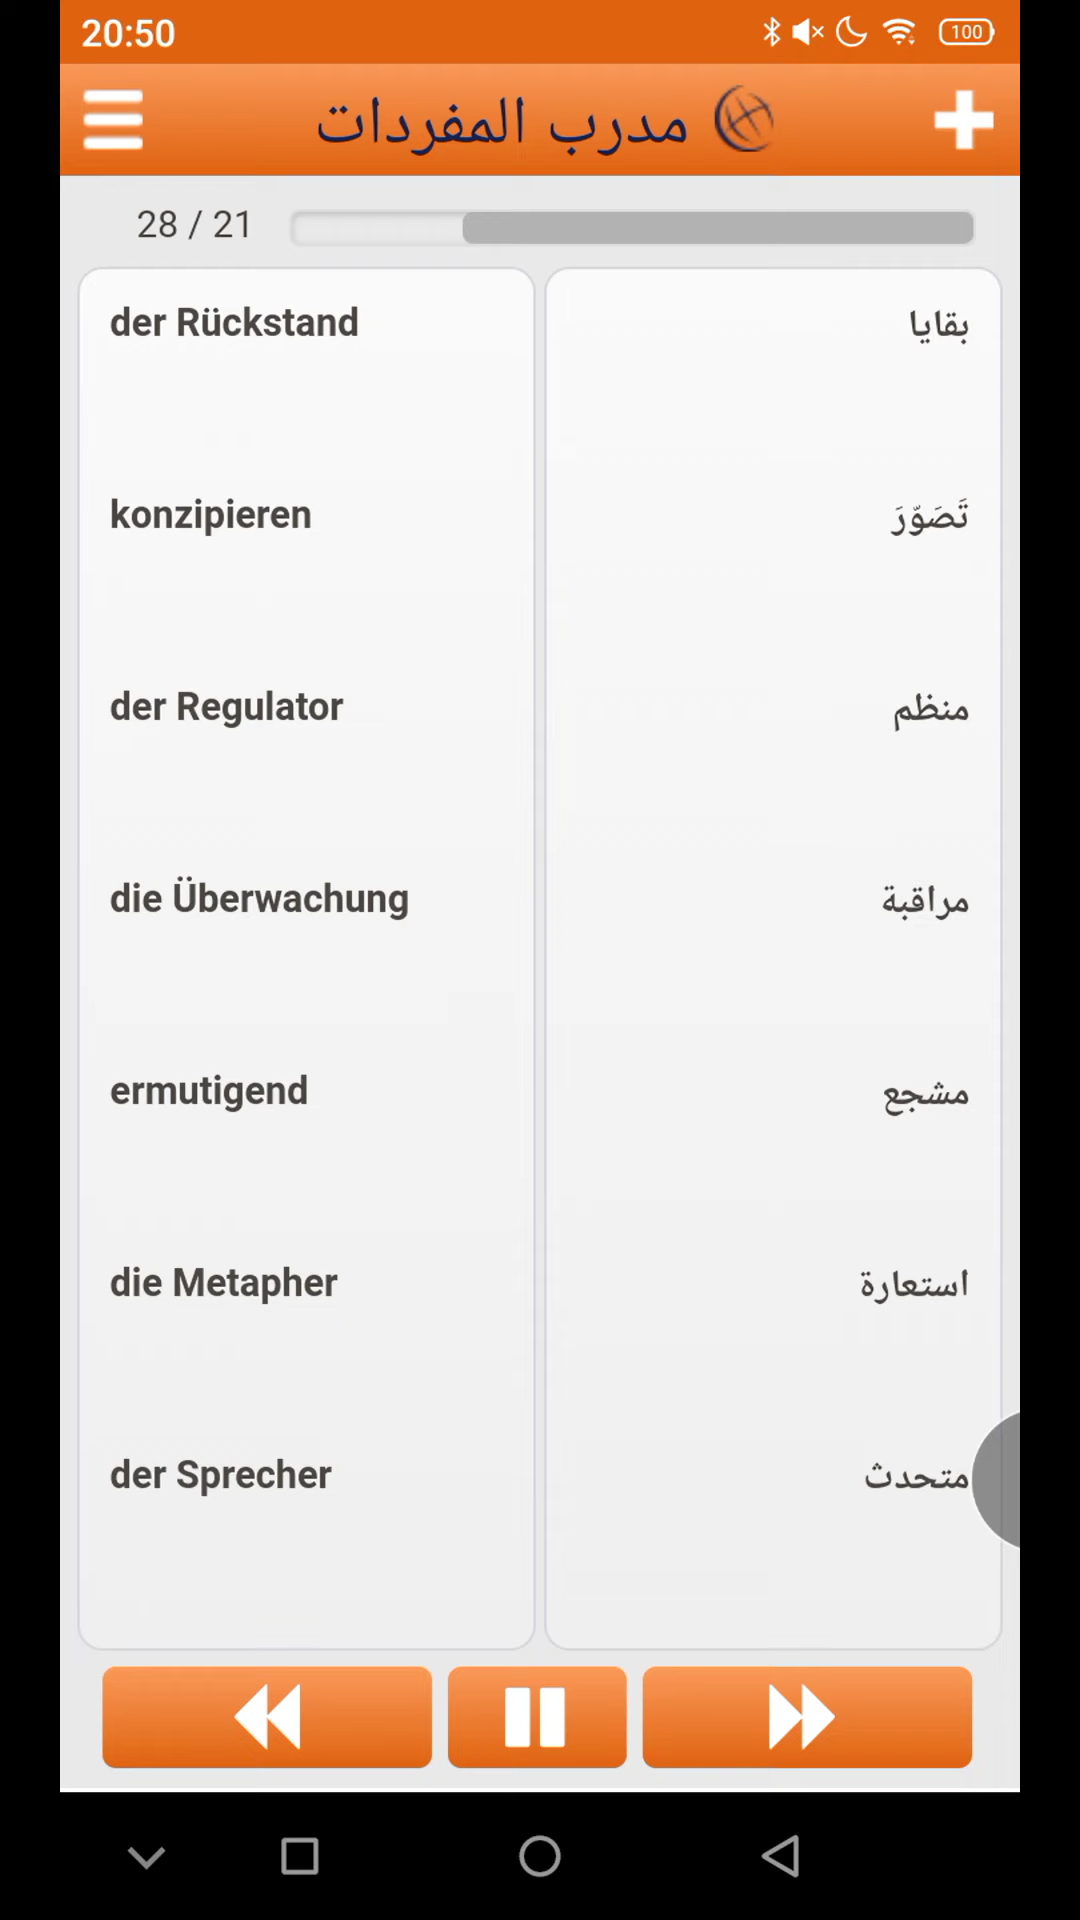 20:50
100
مدرب المفردات
28 / 21
der Rückstand
بقايا
konzipieren
تَصَوّرَ
der Regulator
منظم
die Überwachung
مراقبة
ermutigend
مشجع
die Metapher
استعارة
der Sprecher
متحدث